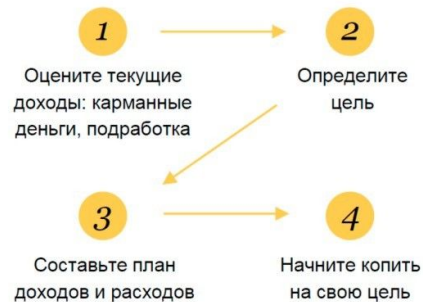 1
Оцените текущие
доходы: карманные
деньги, подработка
2
Определите
цель
3
Составьте план
доходов и расходов
4
Начните копить
на свою цель